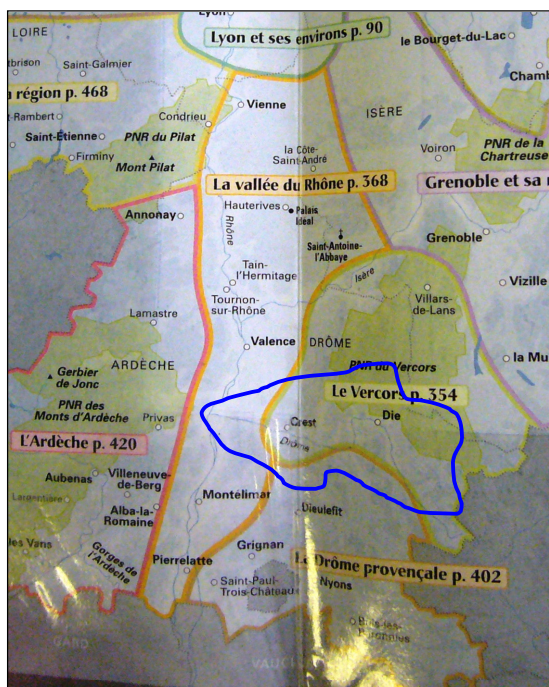 Lyon
Lyon et ses environs p. 90
LOIRE
le Bourget-du-Lac
Saint-Galmier
région p. 468
Vienne
ISÈRE
Condrieu
Saint-Étienne
PNR du Pilat
Firminy
Mont Pilat
Voiron
PNR de la
Chartreuse
la Côte-
Saint-André
La vallée du Rhône p. 368
Grenoble et sa
Hauterives
Palais
Idéal
Annonay
Rhône
Saint-Antoine-
l'Abbaye
Grenoble
Isère
Tain-
l'Hermitage
Tournon-
sur-Rhône
Villars-
de-Lans
Vizille
Lamastre
Valence
DRÔME
ARDÈCHE
PNR du Vercors
Gerbier
de Jonc
Le Vercors p. 354
PNR des
Monts d'Ardèche
Privas
Crest
Die
Drôme
L'Ardèche p. 420
Aubenas
Villeneuve-
de-Berg
Largentière
Montélimar
Alba-la-
Romaine
Dieulefit
les Vans
Gorges de
l'Ardèche
Pierrelatte
Grignan
La Drôme provençale p. 402
Saint-Paul-
Trois-Châteaux
Nyons
GARD